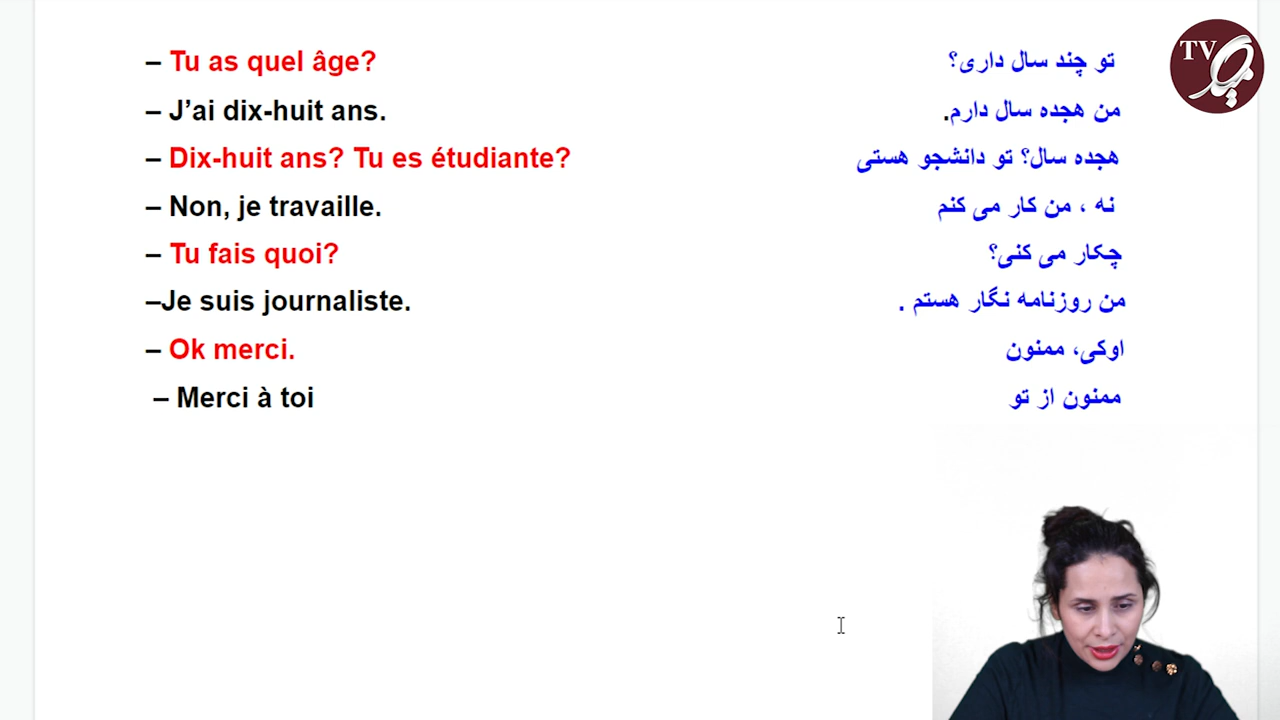 – Tu as quel âge? تو چند سال داری؟
– J’ai dix-huit ans. من هجده سال دارم.
– Dix-huit ans? Tu es étudiante? هجده سال؟ تو دانشجو هستی
– Non, je travaille. نه ، من کار می کنم
– Tu fais quoi? چکار می کنی؟
–Je suis journaliste. من روزنامه نگار هستم .
– Ok merci. اوکی، ممنون
– Merci à toi ممنون از تو
TV